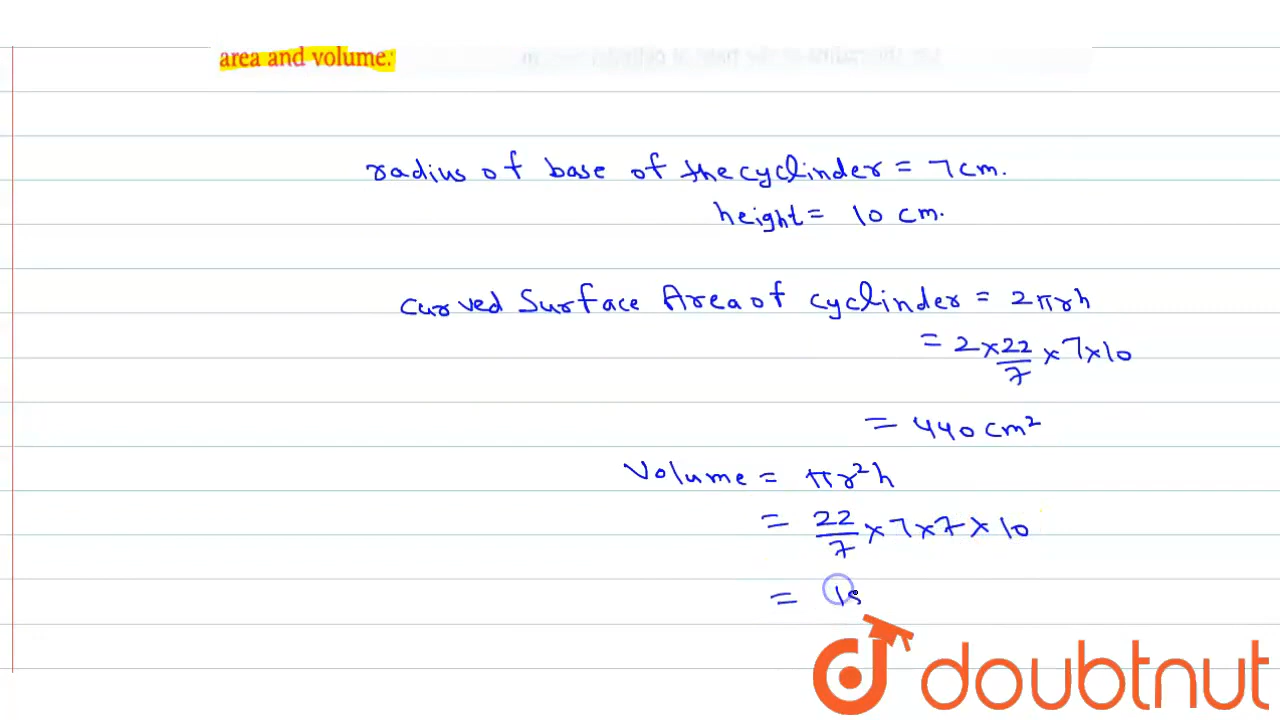 area and volume:
radius of base of the cyclinder = 7 cm.
height = 10 cm.
Curved Surface Area of cyclinder = 2πrh
= 2 × 22/7 × 7 × 10
= 440 cm²
Volume = πr²h
= 22/7 × 7 × 7 × 10
= 15
doubtnut